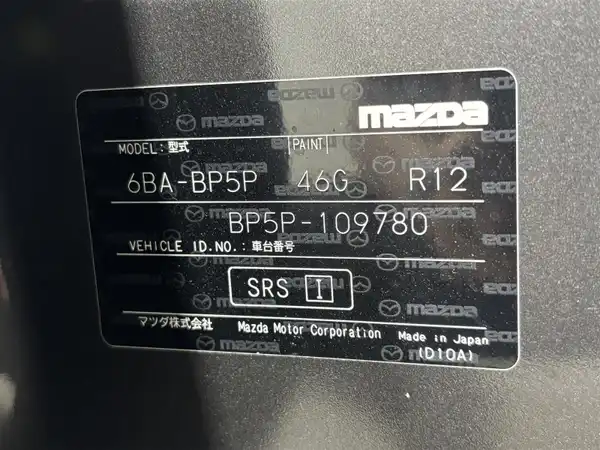 mazda
MODEL:型式 PAINT
6BA-BP5P 46G R12
BP5P-109780
VEHICLE ID.NO.:車台番号
SRS I
マツダ株式会社 Mazda Motor Corporation Made in Japan
(D10A)